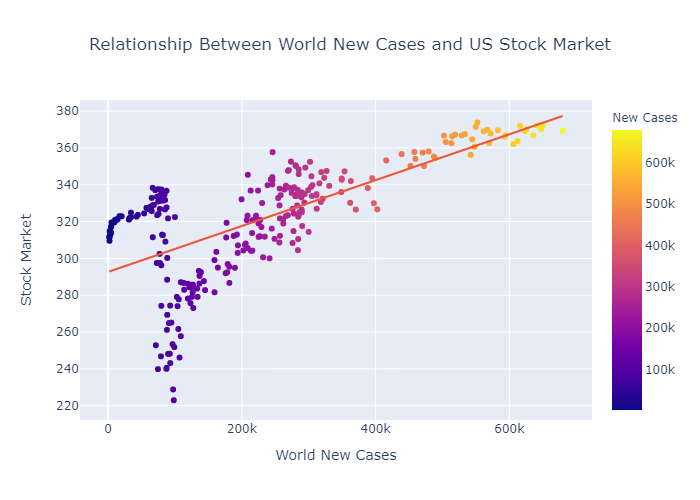 Relationship Between World New Cases and US Stock Market
New Cases
380
360
340
320
300
280
260
240
220
Stock Market
0
200k
400k
600k
World New Cases
600k
500k
400k
300k
200k
100k